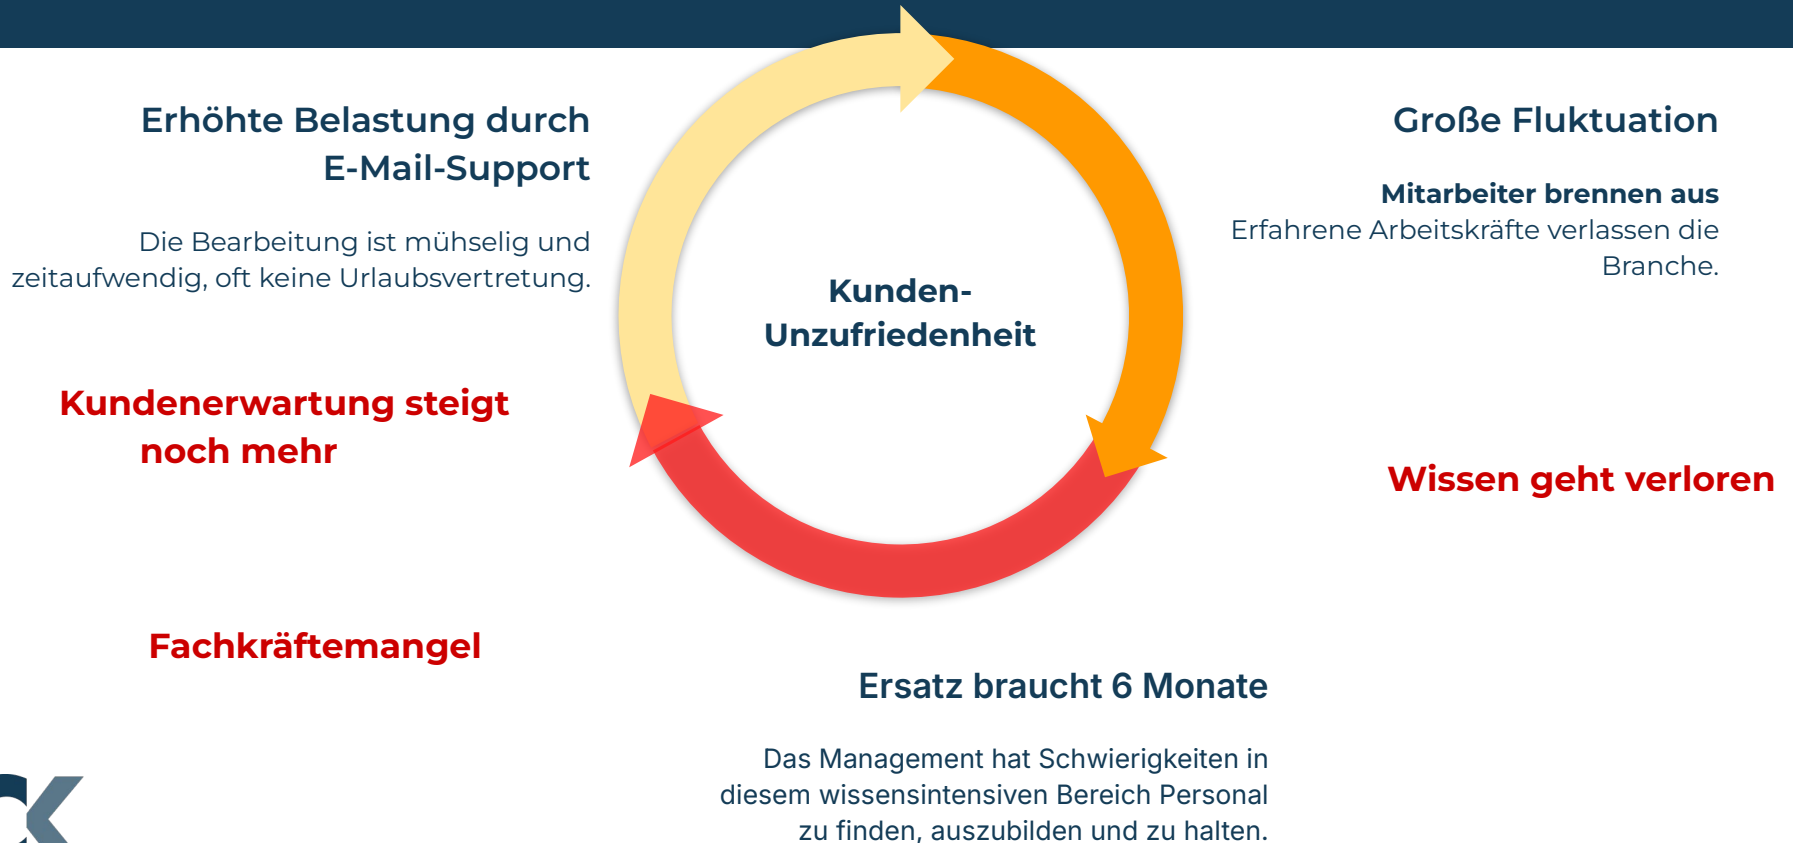 Erhöhte Belastung durch
E-Mail-Support
Die Bearbeitung ist mühselig und
zeitaufwendig, oft keine Urlaubsvertretung.
Kundenerwartung steigt
noch mehr
Fachkräftemangel
Kunden-
Unzufriedenheit
Große Fluktuation
Mitarbeiter brennen aus
Erfahrene Arbeitskräfte verlassen die
Branche.
Wissen geht verloren
Ersatz braucht 6 Monate
Das Management hat Schwierigkeiten in
diesem wissensintensiven Bereich Personal
zu finden, auszubilden und zu halten.